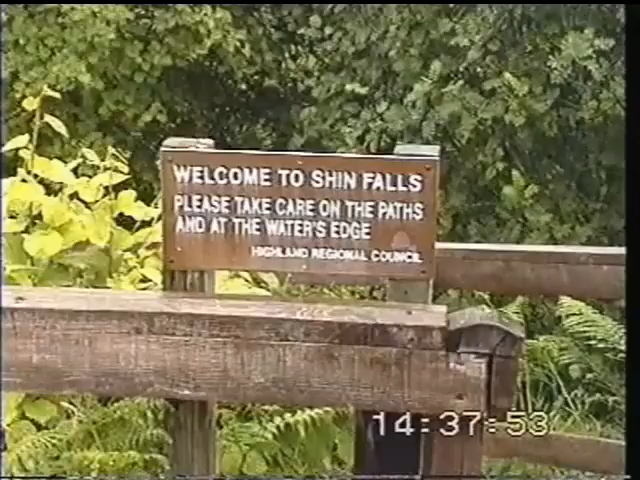 WELCOME TO SHIN FALLS
PLEASE TAKE CARE ON THE PATHS
AND AT THE WATER'S EDGE
HIGHLAND REGIONAL COUNCIL
14:37:53